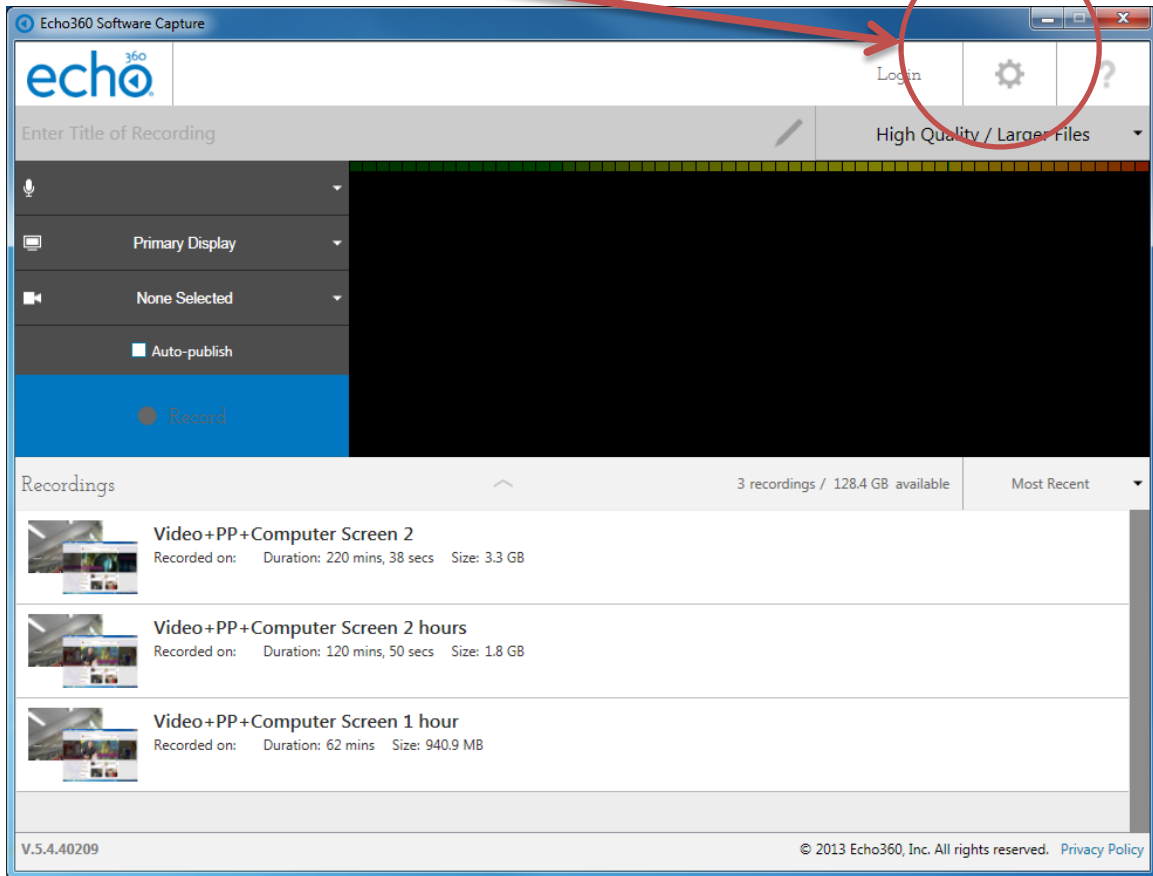 Echo360 Software Capture
echo360
Login
?
Enter Title of Recording
High Quality / Larger Files
Primary Display
None Selected
Auto-publish
Record
Recordings
3 recordings / 128.4 GB available
Most Recent
Video+PP+Computer Screen 2
Recorded on: Duration: 220 mins, 38 secs Size: 3.3 GB
Video+PP+Computer Screen 2 hours
Recorded on: Duration: 120 mins, 50 secs Size: 1.8 GB
Video+PP+Computer Screen 1 hour
Recorded on: Duration: 62 mins Size: 940.9 MB
V.5.4.40209
© 2013 Echo360, Inc. All rights reserved. Privacy Policy